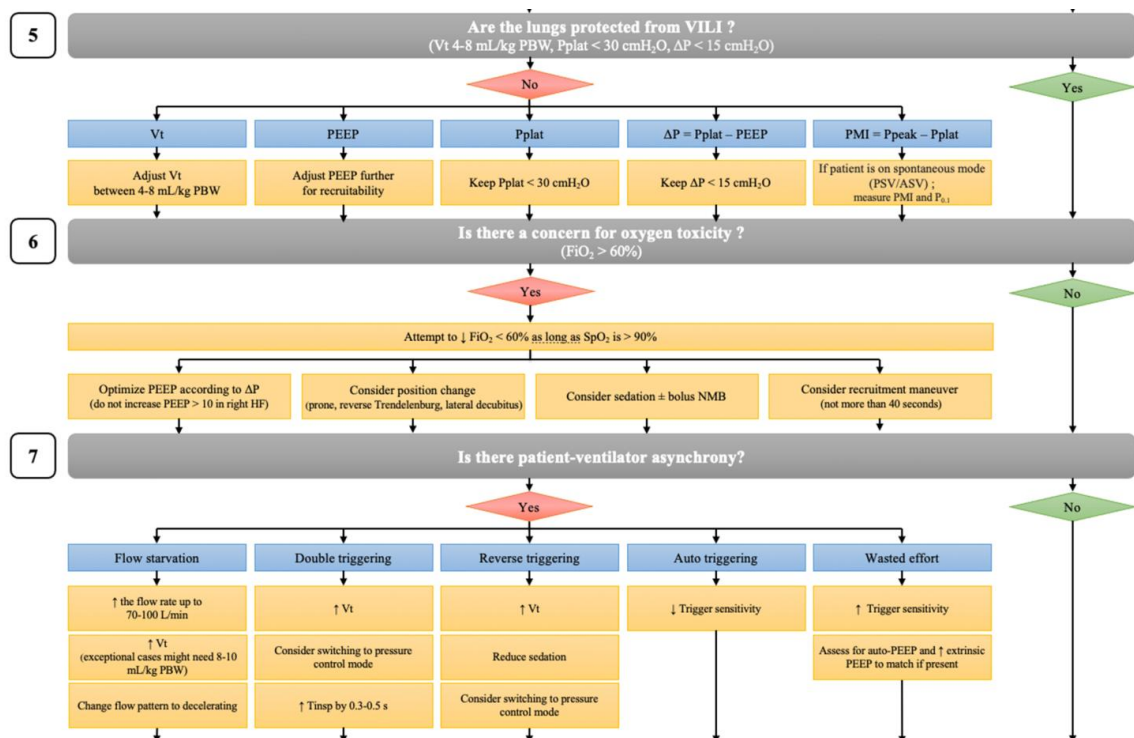 5
Are the lungs protected from VILI ?
(Vt 4-8 mL/kg PBW, Pplat < 30 cmH₂O, ΔP < 15 cmH₂O)
No
Yes
Vt
PEEP
Pplat
ΔP = Pplat – PEEP
PMI = Ppeak – Pplat
Adjust Vt
between 4-8 mL/kg PBW
Adjust PEEP further
for recruitability
Keep Pplat < 30 cmH₂O
Keep ΔP < 15 cmH₂O
If patient is on spontaneous mode
(PSV/ASV) ;
measure PMI and P₀.₁
6
Is there a concern for oxygen toxicity ?
(FiO₂ > 60%)
Yes
No
Attempt to ↓ FiO₂ < 60% as long as SpO₂ is > 90%
Optimize PEEP according to ΔP
(do not increase PEEP > 10 in right HF)
Consider position change
(prone, reverse Trendelenburg, lateral decubitus)
Consider sedation ± bolus NMB
Consider recruitment maneuver
(not more than 40 seconds)
7
Is there patient-ventilator asynchrony?
Yes
No
Flow starvation
Double triggering
Reverse triggering
Auto triggering
Wasted effort
↑ the flow rate up to
70-100 L/min
↑ Vt
↑ Vt
↓ Trigger sensitivity
↑ Trigger sensitivity
↑ Vt
(exceptional cases might need 8-10
mL/kg PBW)
Consider switching to pressure
control mode
Reduce sedation
Assess for auto-PEEP and ↑ extrinsic
PEEP to match if present
Change flow pattern to decelerating
↑ Tinsp by 0.3-0.5 s
Consider switching to pressure
control mode